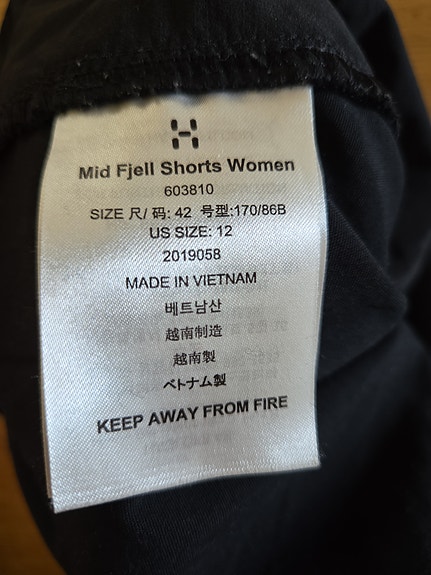 Mid Fjell Shorts Women
603810
SIZE 尺/ 码: 42 号型:170/86B
US SIZE: 12
2019058
MADE IN VIETNAM
베트남산
越南制造
越南製
ベトナム製
KEEP AWAY FROM FIRE